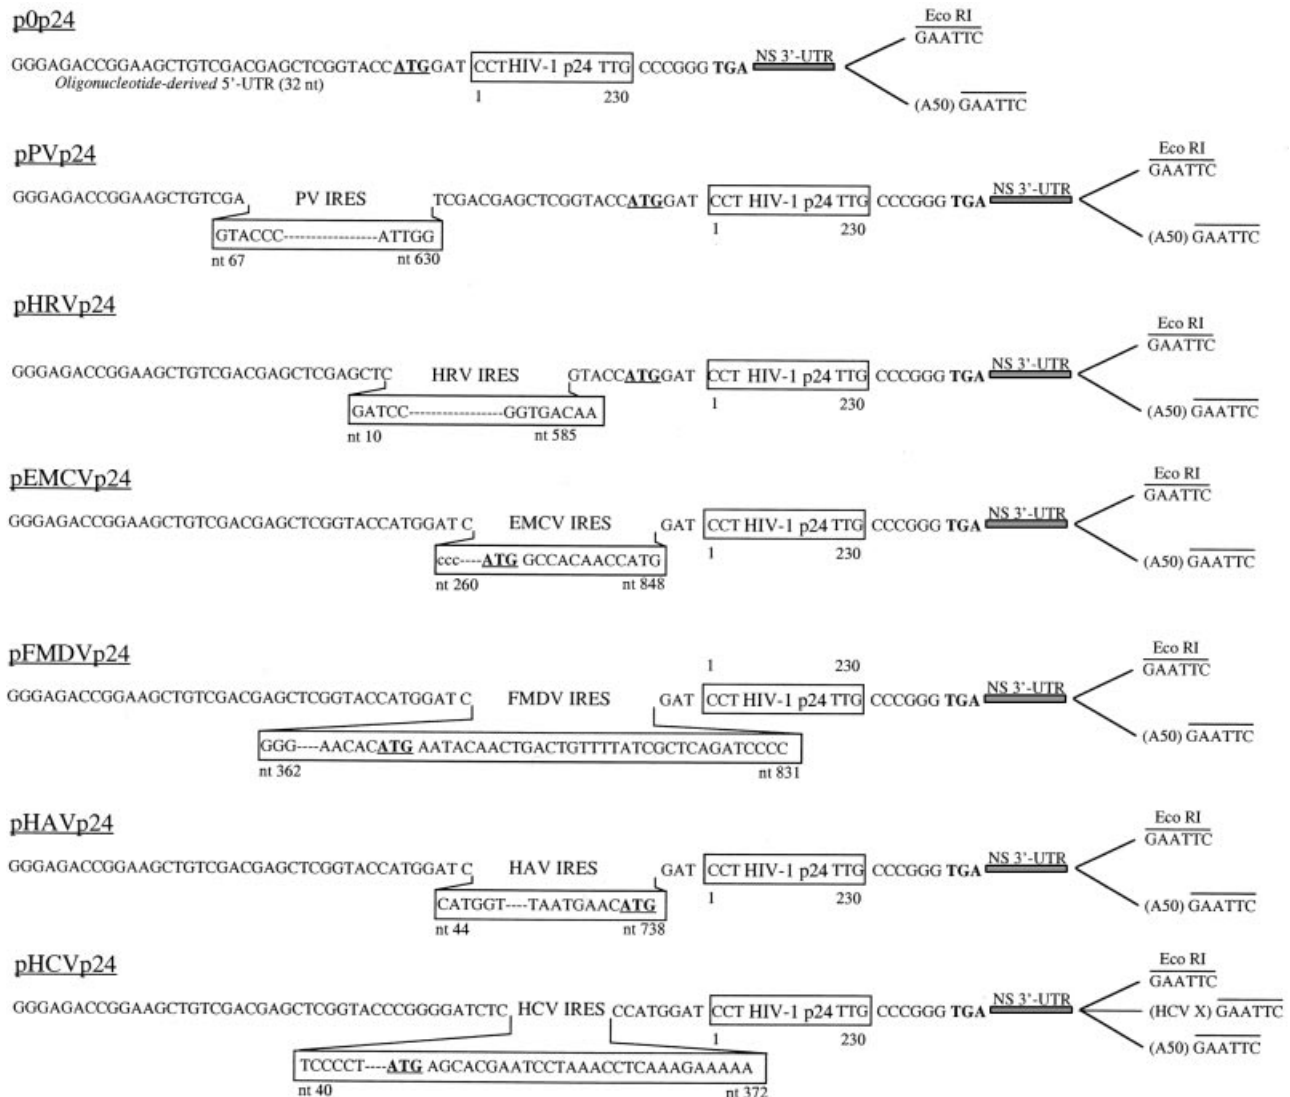 p0p24
Eco RI
GAATTC
GGGAGACCGGAAGCTGTCGACGAGCTCGGTACC ATGGAT CCT HIV-1 p24 TTG CCCGGG TGA NS 3'-UTR
Oligonucleotide-derived 5'-UTR (32 nt)
1 230
(A50) GAATTC
pPVp24
Eco RI
GAATTC
GGGAGACCGGAAGCTGTCGA PV IRES TCGACGAGCTCGGTACCATGGAT CCT HIV-1 p24 TTG CCCGGG TGA NS 3'-UTR
GTACCC----------------ATTGG
1 230
(A50) GAATTC
nt 67 nt 630
pHRVp24
Eco RI
GAATTC
GGGAGACCGGAAGCTGTCGACGAGCTCGAGCTC HRV IRES GTACCATGGAT CCT HIV-1 p24 TTG CCCGGG TGA NS 3'-UTR
GATCC----------------GGTGACAA
1 230
(A50) GAATTC
nt 10 nt 585
pEMCVp24
Eco RI
GAATTC
GGGAGACCGGAAGCTGTCGACGAGCTCGGTACCATGGAT C EMCV IRES GAT CCT HIV-1 p24 TTG CCCGGG TGA NS 3'-UTR
ccc----ATG GCCACAACCATG
1 230
(A50) GAATTC
nt 260 nt 848
pFMDVp24
1 230
Eco RI
GAATTC
GGGAGACCGGAAGCTGTCGACGAGCTCGGTACCATGGAT C FMDV IRES GAT CCT HIV-1 p24 TTG CCCGGG TGA NS 3'-UTR
GGG----AACACATG AATACAACTGACTGTTTTATCGCTCAGATCCCC
(A50) GAATTC
nt 362 nt 831
pHAVp24
Eco RI
GAATTC
GGGAGACCGGAAGCTGTCGACGAGCTCGGTACCATGGAT C HAV IRES GAT CCT HIV-1 p24 TTG CCCGGG TGA NS 3'-UTR
CATGGT----TAATGAACATG
1 230
(A50) GAATTC
nt 44 nt 738
pHCVp24
Eco RI
GAATTC
GGGAGACCGGAAGCTGTCGACGAGCTCGGTACCCGGGGATCTC HCV IRES CCATGGAT CCT HIV-1 p24 TTG CCCGGG TGA NS 3'-UTR
(HCV X) GAATTC
1 230
(A50) GAATTC
TCCCCT----ATG AGCACGAATCCTAAACCTCAAAGAAAAA
nt 40 nt 372